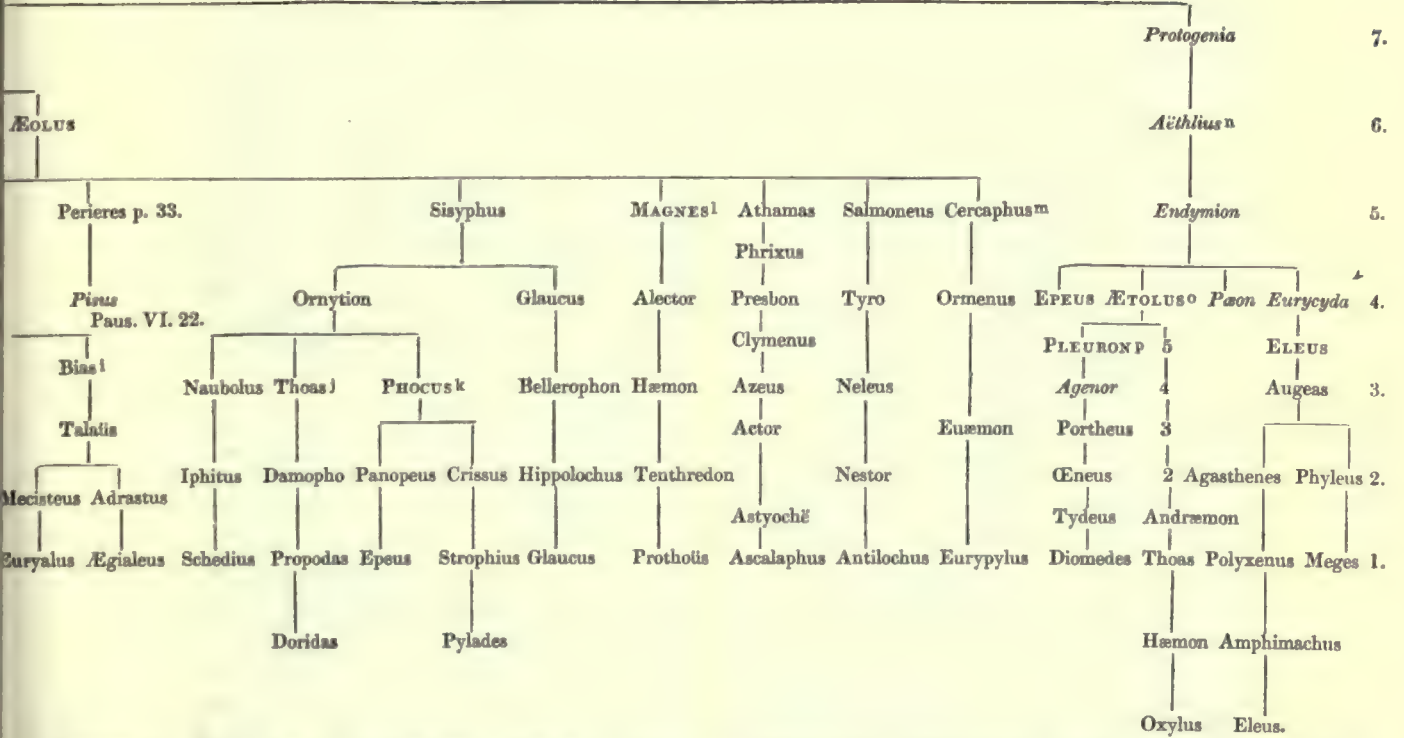 Protogenia 7.
ÆOLUS Aëthlius n 6.
Perieres p. 33. Sisyphus MAGNES l Athamas Salmoneus Cercaphus m Endymion 5.
Phrixus
Pisus Ornytion Glaucus Alector Presbon Tyro Ormenus EPEUS ÆTOLUS o Pæon Eurycyda 4.
Paus. VI. 22.
Clymenus PLEURON p 5 ELEUS
Bias i
Naubolus Thoas j PHOCUS k Bellerophon Hæmon Azeus Neleus Agenor 4 Augeas 3.
Talaüs Actor Euæmon Portheus 3
Iphitus Damopho Panopeus Crissus Hippolochus Tenthredon Nestor Œneus 2 Agasthenes Phyleus 2.
Mecisteus Adrastus
Astyochë Tydeus Andræmon
Euryalus Ægialeus Schedius Propodas Epeus Strophius Glaucus Prothoüs Ascalaphus Antilochus Eurypylus Diomedes Thoas Polyxenus Meges 1.
Doridas Pylades Hæmon Amphimachus
Oxylus Eleus.